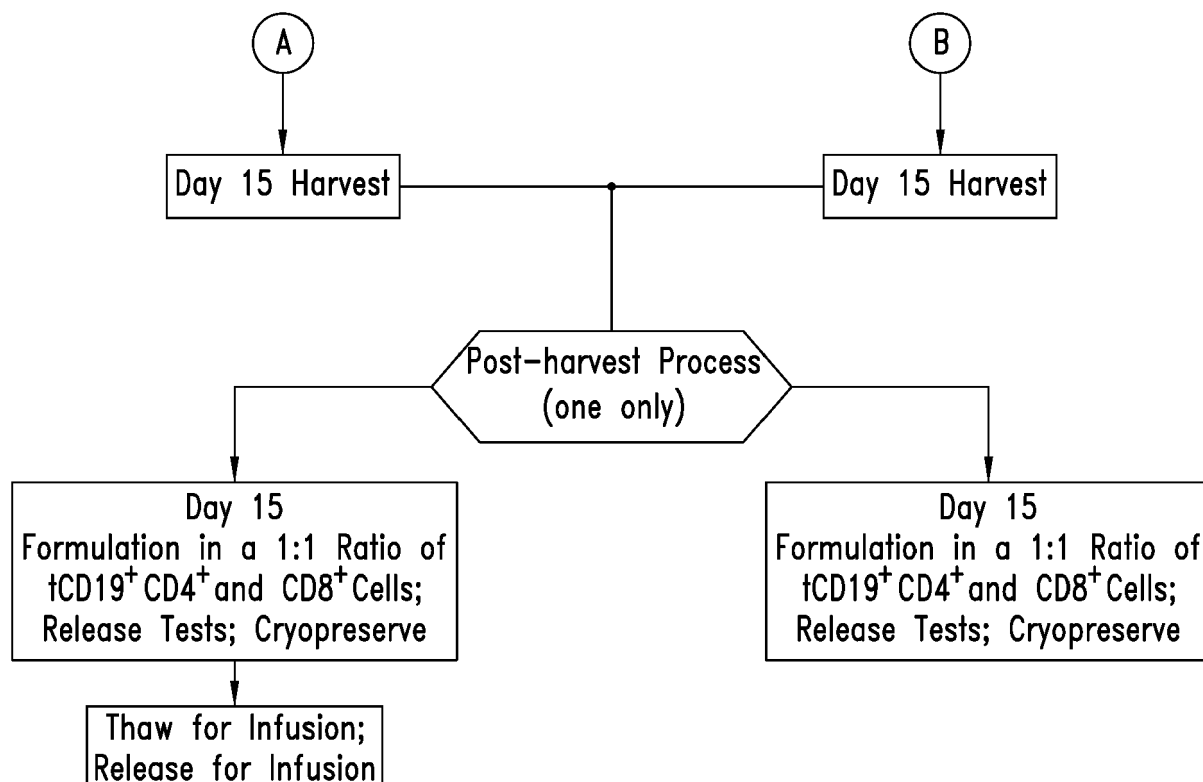 A
B
Day 15 Harvest
Day 15 Harvest
Post-harvest Process
(one only)
Day 15
Formulation in a 1:1 Ratio of
tCD19⁺ CD4⁺ and CD8⁺ Cells;
Release Tests; Cryopreserve
Day 15
Formulation in a 1:1 Ratio of
tCD19⁺ CD4⁺ and CD8⁺ Cells;
Release Tests; Cryopreserve
Thaw for Infusion;
Release for Infusion